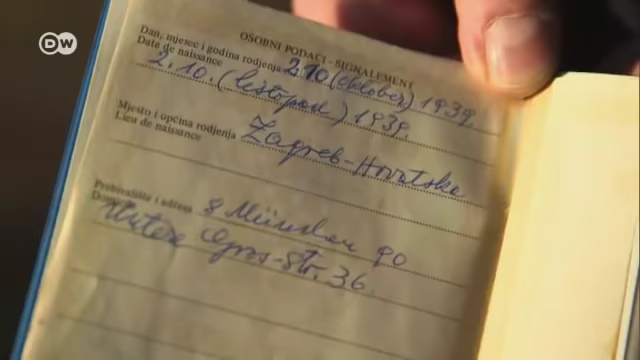 DW
OSOBNI PODACI - SIGNALEMENT
Dan, mjesec i godina rodjenja 2.10 (oktober) 1939.
Date de naissance
2.10. (listopad) 1939.
Mjesto i općina rodjenja Zagreb-Hrvatska
Lieu de naissance
Prebivalište i adresa 8 München 90
-Str. 36.